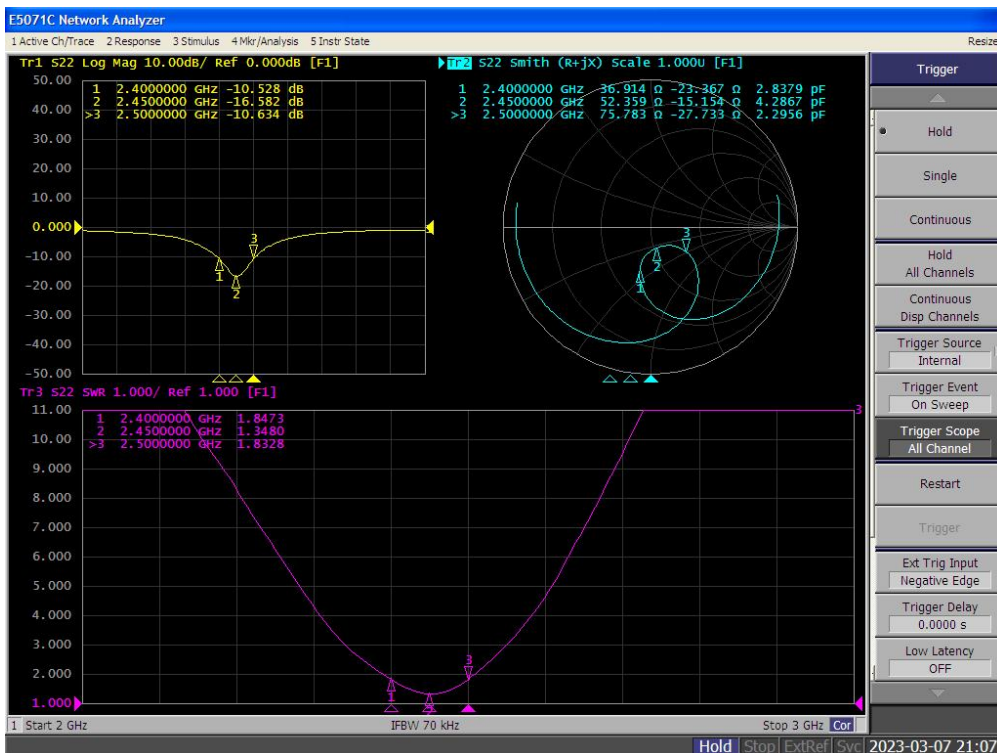 E5071C Network Analyzer
1 Active Ch/Trace 2 Response 3 Stimulus 4 Mkr/Analysis 5 Instr State
Resize
Tr1 S22 Log Mag 10.00dB/ Ref 0.000dB [F1]
50.00
40.00
30.00
20.00
10.00
0.000
-10.00
-20.00
-30.00
-40.00
-50.00
1 2.4000000 GHz -10.528 dB
2 2.4500000 GHz -16.582 dB
>3 2.5000000 GHz -10.634 dB
1
2
3
Tr2 S22 Smith (R+jX) Scale 1.000U [F1]
1 2.4000000 GHz 36.914 Ω -23.367 Ω 2.8379 pF
2 2.4500000 GHz 52.359 Ω -15.154 Ω 4.2867 pF
>3 2.5000000 GHz 75.783 Ω -27.733 Ω 2.2956 pF
1
2
3
Tr3 S22 SWR 1.000/ Ref 1.000 [F1]
11.00
10.00
9.000
8.000
7.000
6.000
5.000
4.000
3.000
2.000
1.000
1 2.4000000 GHz 1.8473
2 2.4500000 GHz 1.3480
>3 2.5000000 GHz 1.8328
3
1
2
3
1 Start 2 GHz
IFBW 70 kHz
Stop 3 GHz Cor
Trigger
Hold
Single
Continuous
Hold
All Channels
Continuous
Disp Channels
Trigger Source
Internal
Trigger Event
On Sweep
Trigger Scope
All Channel
Restart
Trigger
Ext Trig Input
Negative Edge
Trigger Delay
0.0000 s
Low Latency
OFF
Hold Stop ExtRef Svc 2023-03-07 21:07